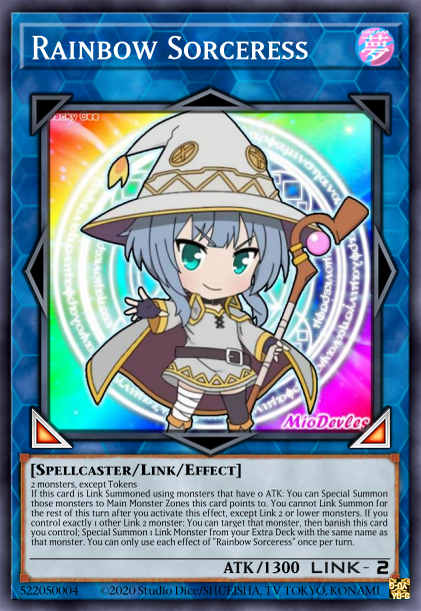 Rainbow Sorceress
DREAM
夢
MioDevles
[Spellcaster/Link/Effect]
2 monsters, except Tokens
If this card is Link Summoned using monsters that have 0 ATK: You can Special Summon
those monsters to Main Monster Zones this card points to. You cannot Link Summon for
the rest of this turn after you activate this effect, except Link 2 or lower monsters. If you
control exactly 1 other Link 2 monster: You can target that monster, then banish this card
you control; Special Summon 1 Link Monster from your Extra Deck with the same name as
that monster. You can only use each effect of "Rainbow Sorceress" once per turn.
ATK/1300 LINK-2
522050004 ©2020 Studio Dice/SHUEISHA, TV TOKYO, KONAMI